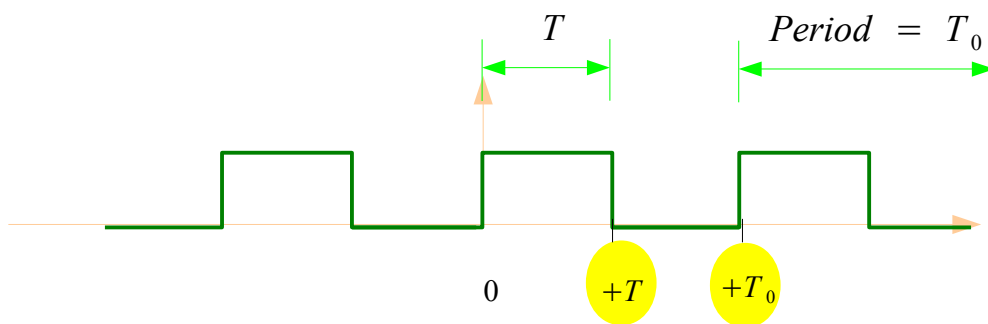 T
Period = T₀
0
+T
+T₀